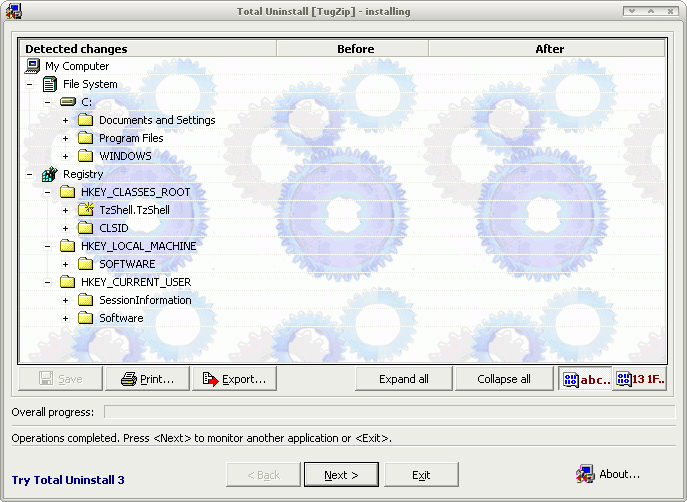 Total Uninstall [TugZip] - installing
Detected changes Before After
My Computer
File System
C:
Documents and Settings
Program Files
WINDOWS
Registry
HKEY_CLASSES_ROOT
TzShell.TzShell
CLSID
HKEY_LOCAL_MACHINE
SOFTWARE
HKEY_CURRENT_USER
SessionInformation
Software
Save Print... Export... Expand all Collapse all abc.. 13 1F..
Overall progress:
Operations completed. Press <Next> to monitor another application or <Exit>.
Try Total Uninstall 3 < Back Next > Exit About...